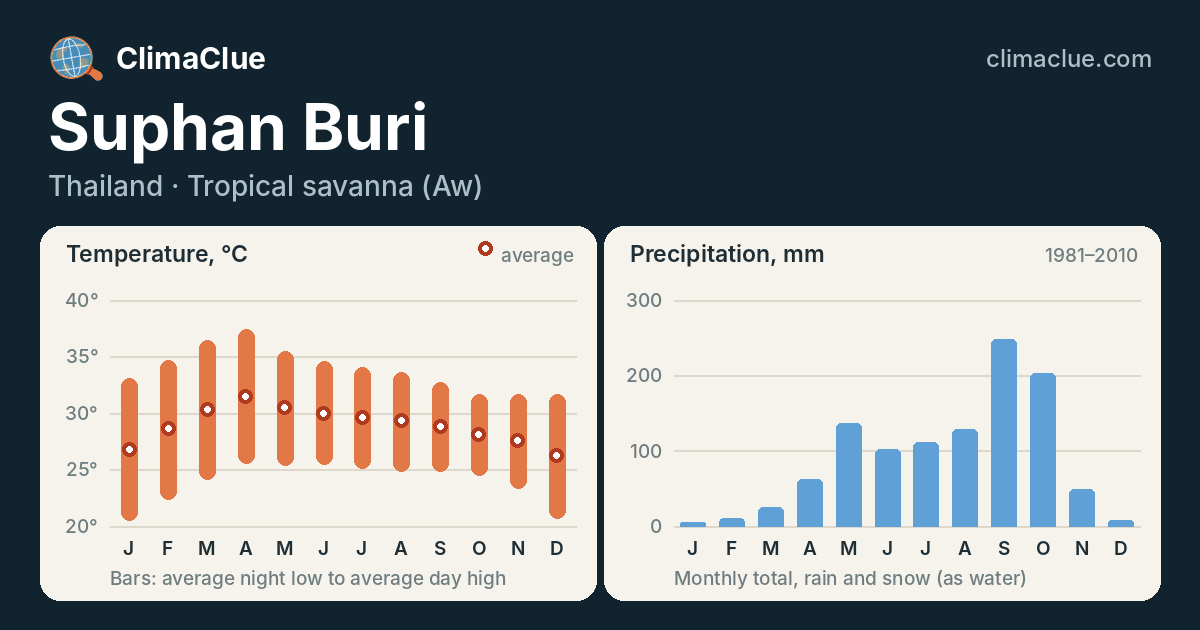 ClimaClue
climaclue.com
Suphan Buri
Thailand · Tropical savanna (Aw)
Temperature, °C
average
40°
35°
30°
25°
20°
J F M A M J J A S O N D
Bars: average night low to average day high
Precipitation, mm
1981–2010
300
200
100
0
J F M A M J J A S O N D
Monthly total, rain and snow (as water)